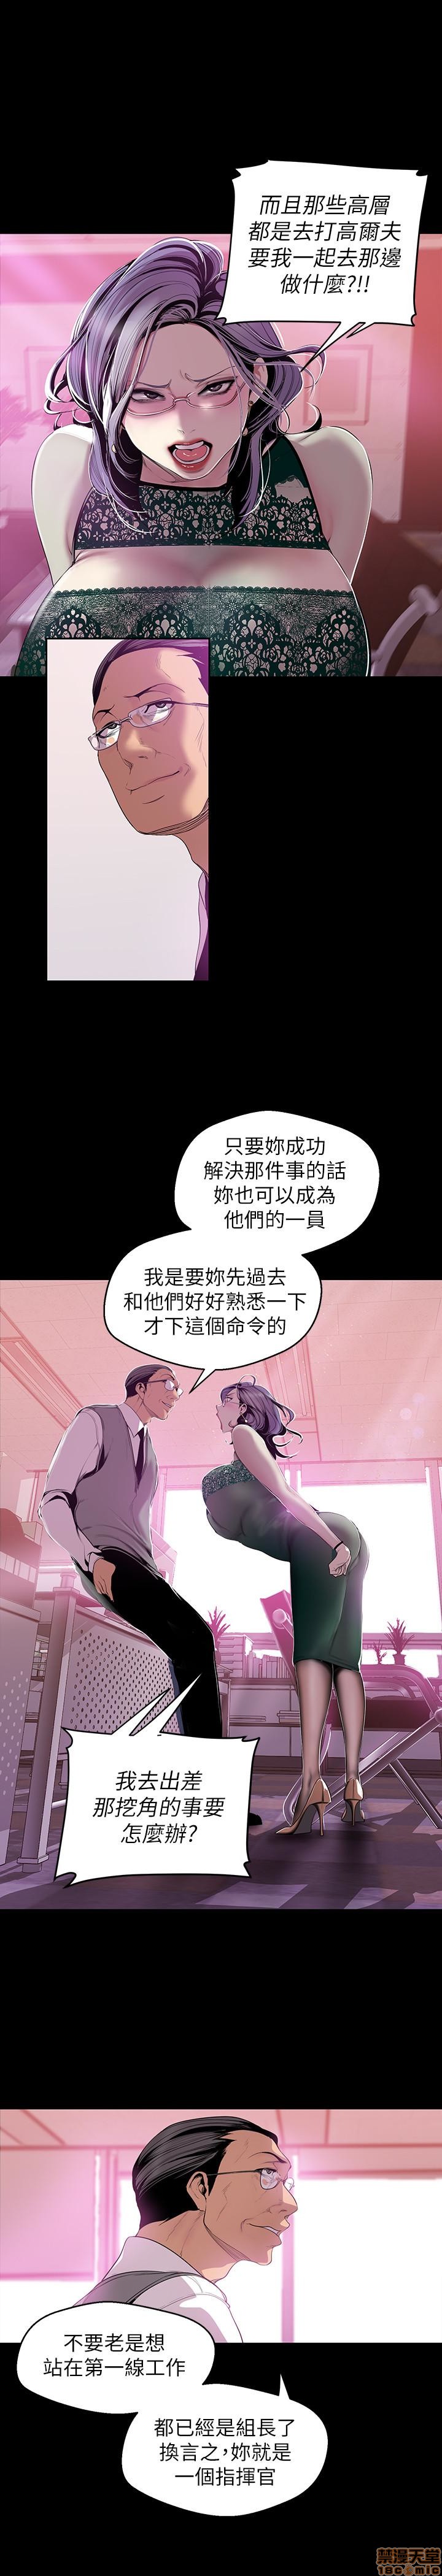 而且那些高層
都是去打高爾夫
要我一起去那邊
做什麼?!!
只要妳成功
解決那件事的話
妳也可以成為
他們的一員
我是要妳先過去
和他們好好熟悉一下
才下這個命令的
我去出差
那挖角的事要
怎麼辦?
不要老是想
站在第一線工作
都已經是組長了
換言之,妳就是
一個指揮官
禁漫天堂
18comic